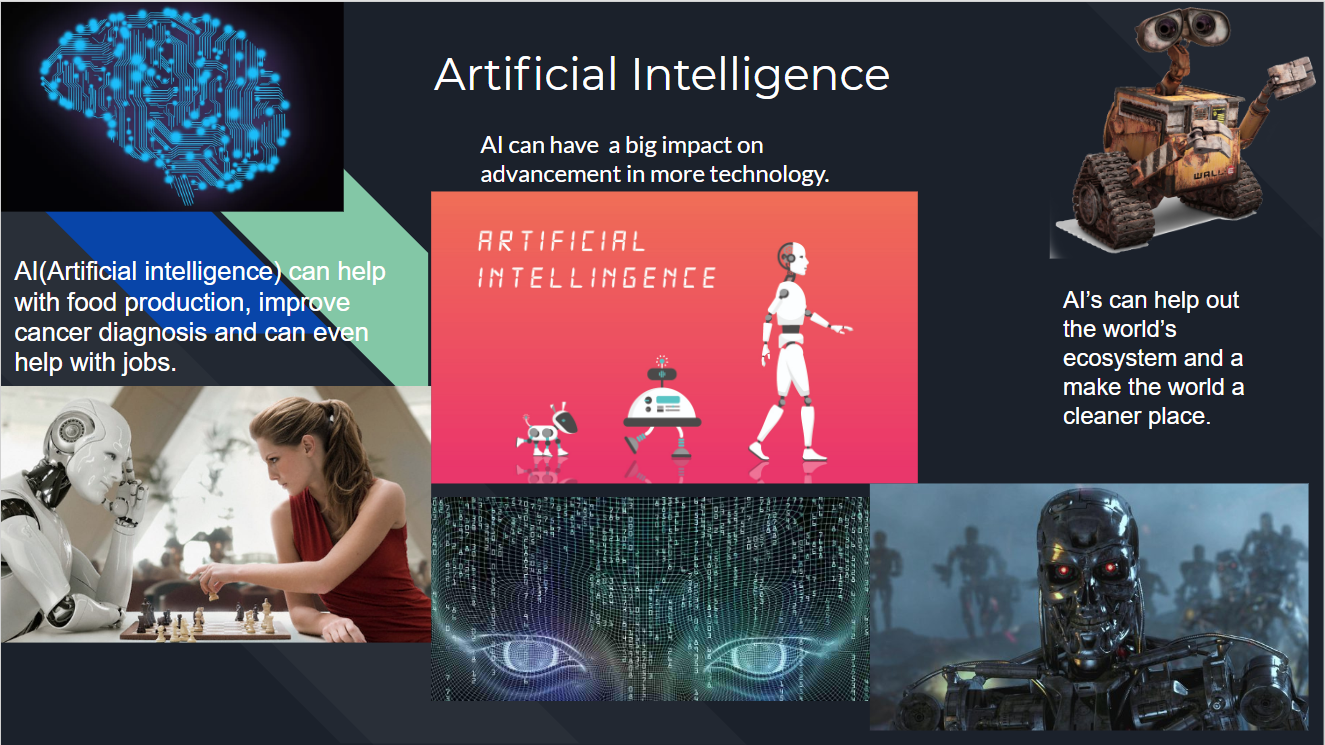 Artificial Intelligence
AI can have  a big impact on
advancement in more technology.
AI(Artificial intelligence) can help
with food production, improve
cancer diagnosis and can even
help with jobs.
ARTIFICIAL
INTELLINGENCE
WALL·E
AI’s can help out
the world’s
ecosystem and a
make the world a
cleaner place.